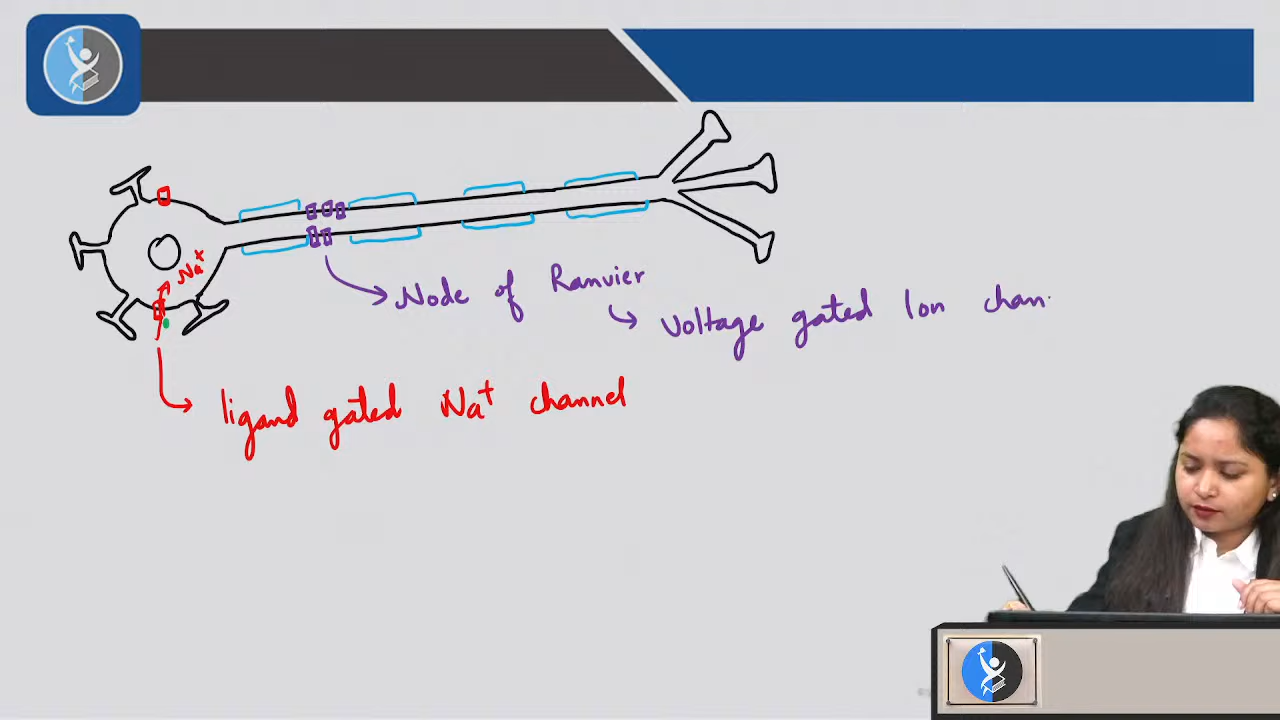 Na+
Node of Ranvier
Voltage gated Ion chan
ligand gated Na+ channel